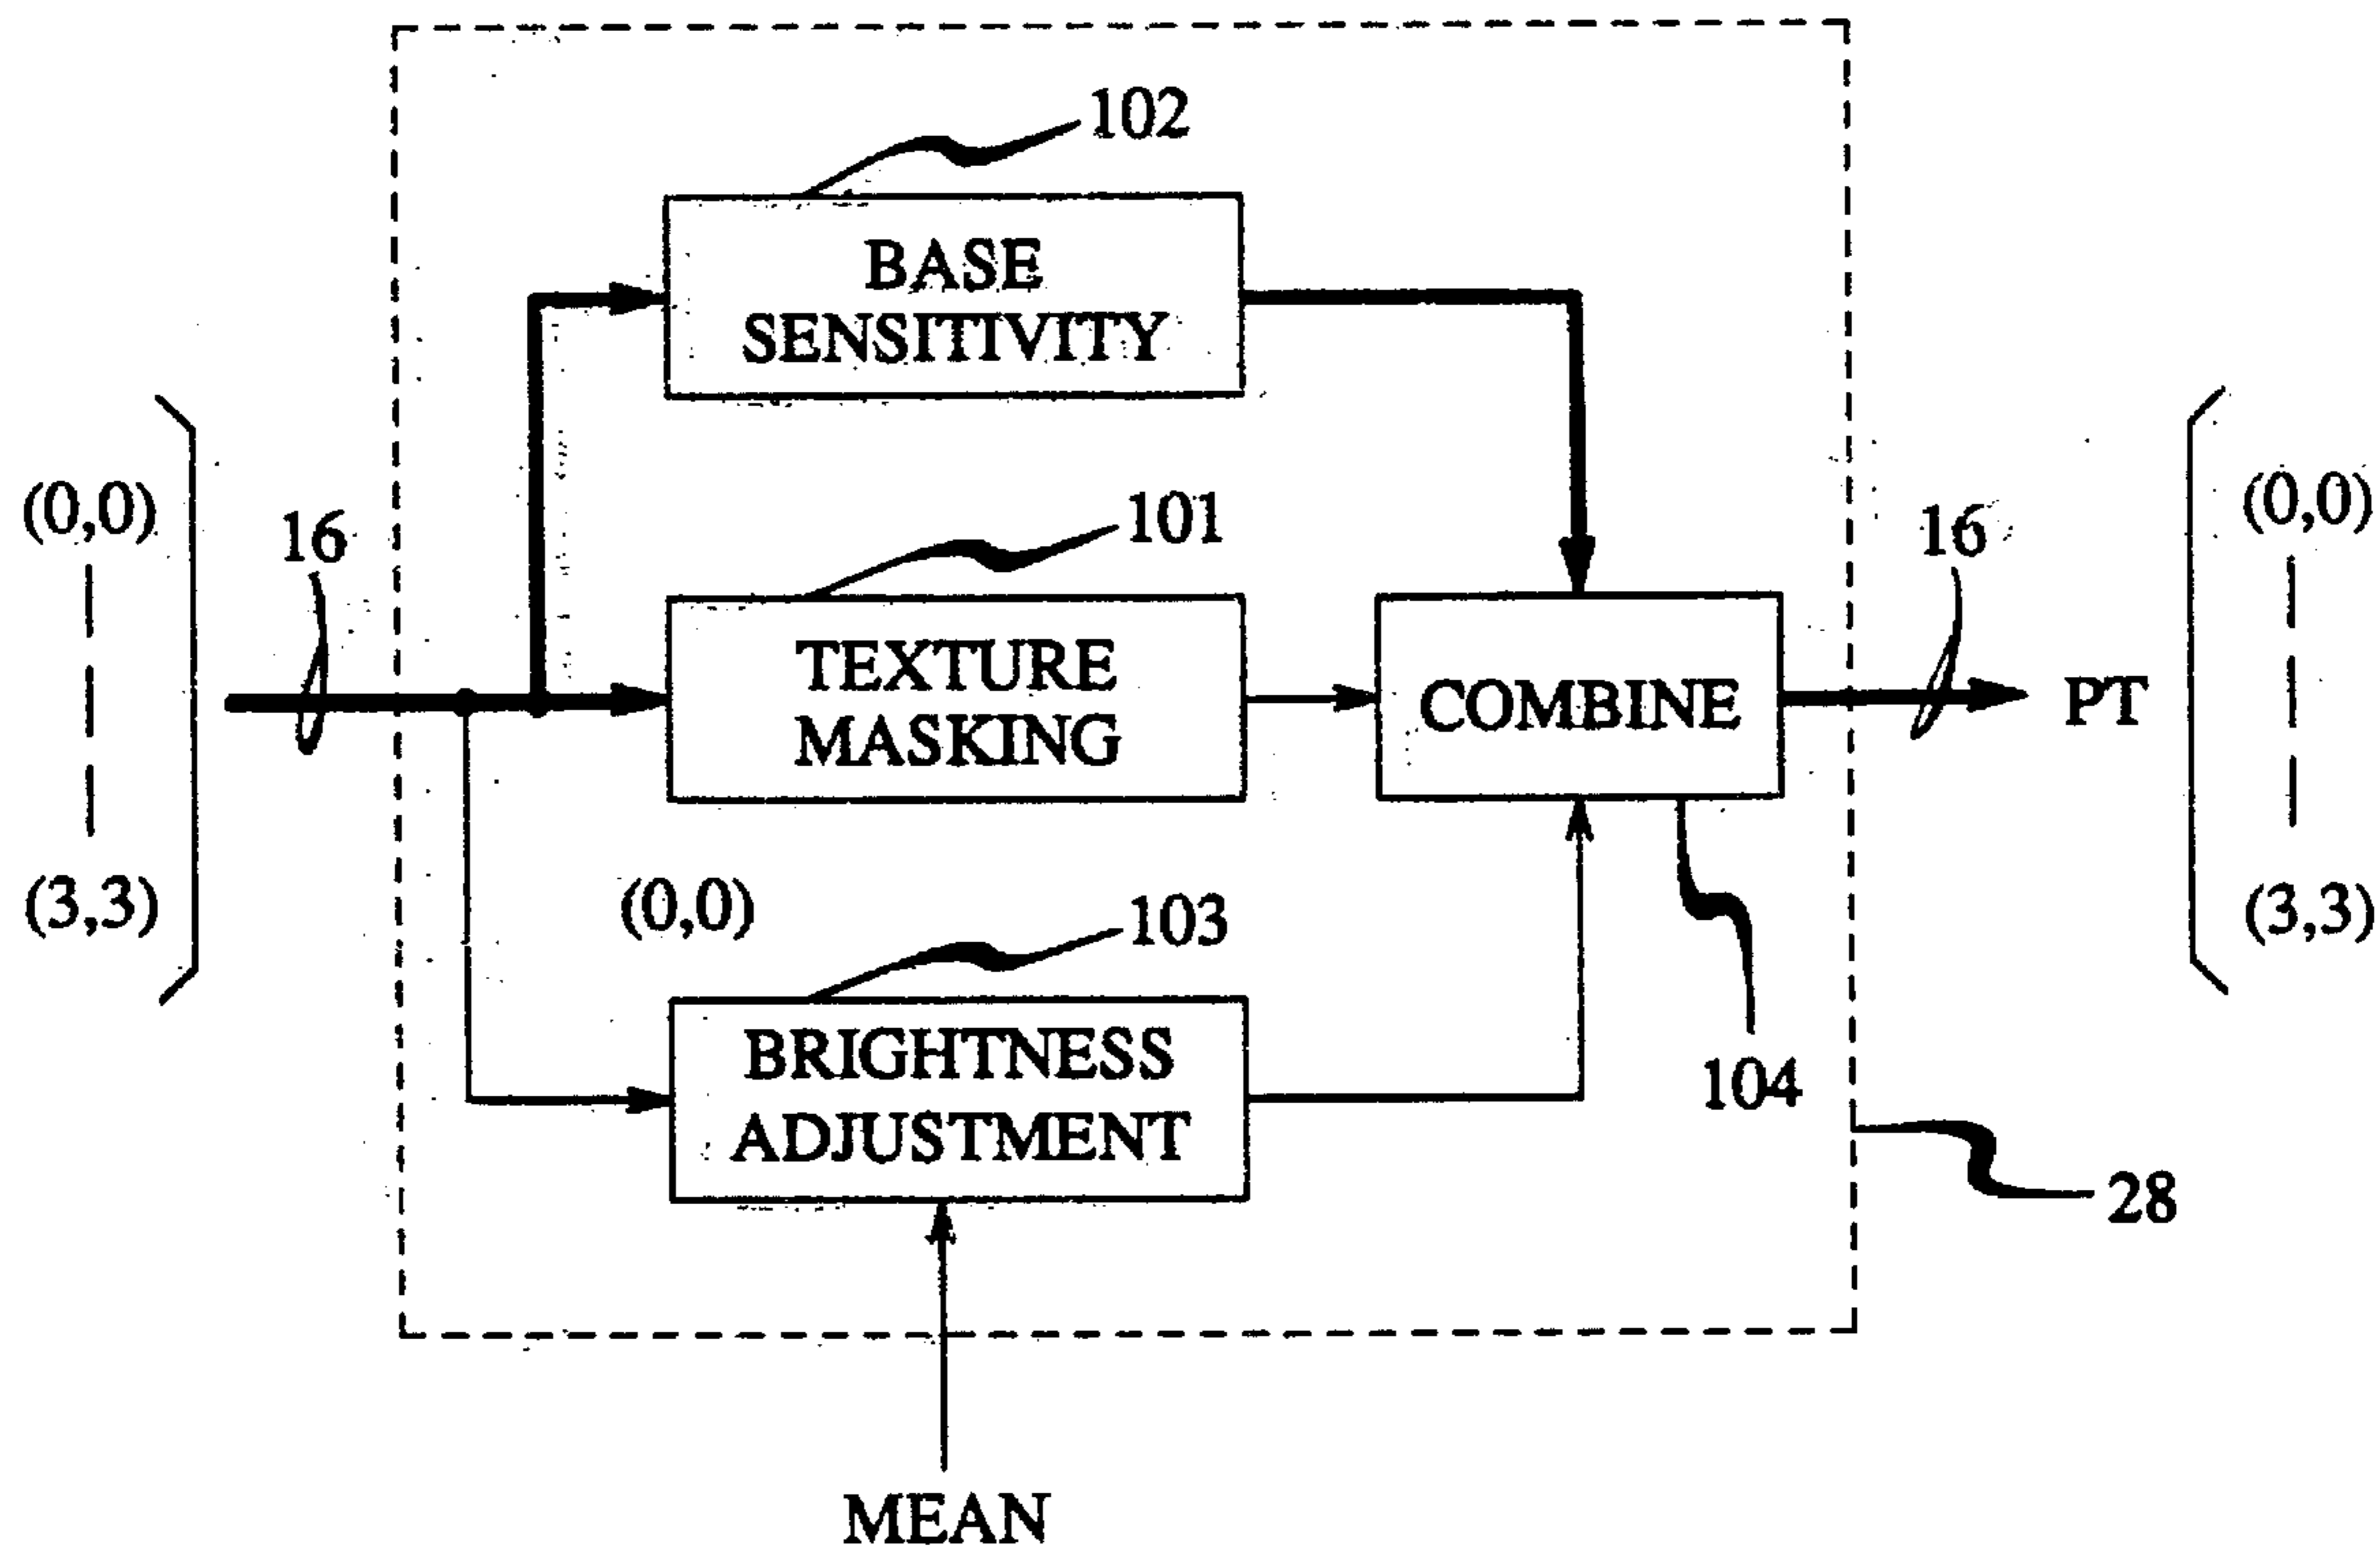 102
BASE
SENSITIVITY
(0,0)
16
101
16
(0,0)
TEXTURE
MASKING
COMBINE
PT
(3,3)
(0,0)
103
(3,3)
BRIGHTNESS
ADJUSTMENT
104
28
MEAN